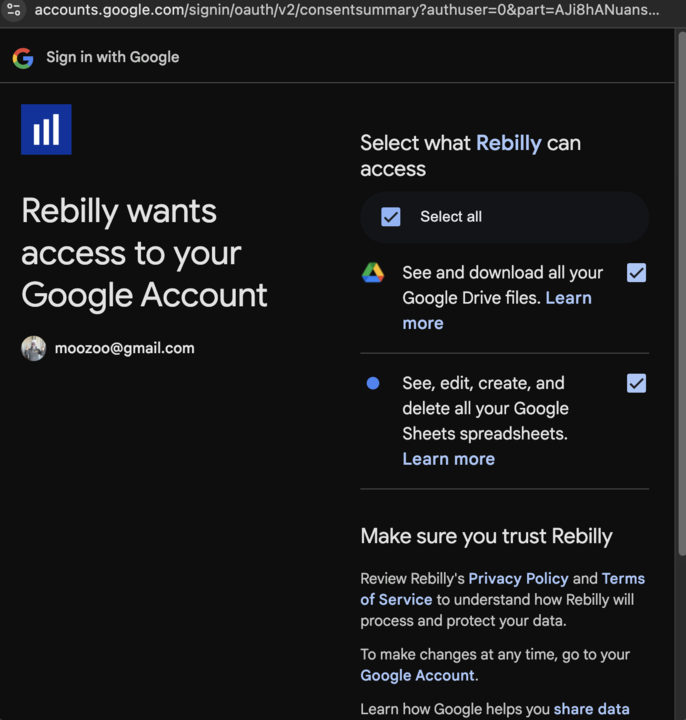 accounts.google.com/signin/oauth/v2/consentsummary?authuser=0&part=AJi8hANuans...
Sign in with Google
Rebilly wants
access to your
Google Account
moozoo@gmail.com
Select what Rebilly can
access
Select all
See and download all your
Google Drive files. Learn
more
See, edit, create, and
delete all your Google
Sheets spreadsheets.
Learn more
Make sure you trust Rebilly
Review Rebilly's Privacy Policy and Terms
of Service to understand how Rebilly will
process and protect your data.
To make changes at any time, go to your
Google Account.
Learn how Google helps you share data